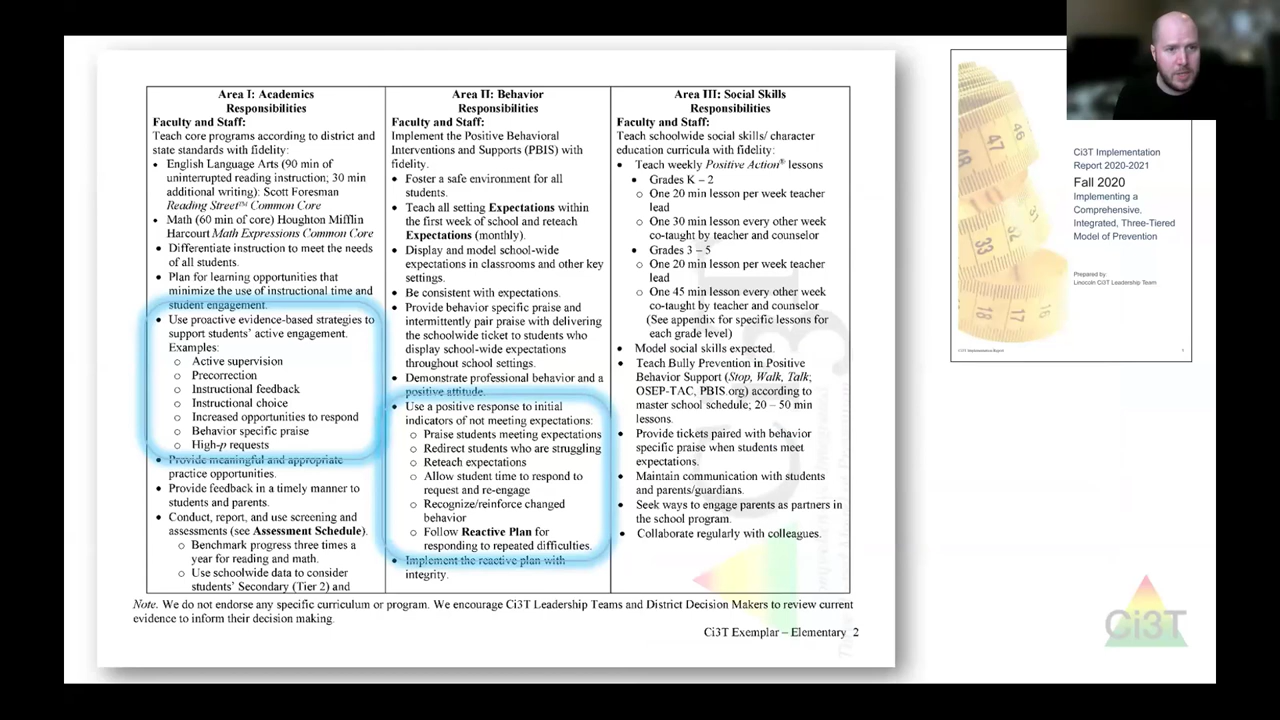 Area I: Academics
Responsibilities
Faculty and Staff:
Teach core programs according to district and
state standards with fidelity:
• English Language Arts (90 min of
uninterrupted reading instruction; 30 min
additional writing): Scott Foresman
Reading Street™ Common Core
• Math (60 min of core) Houghton Mifflin
Harcourt Math Expressions Common Core
• Differentiate instruction to meet the needs
of all students.
• Plan for learning opportunities that
minimize the use of instructional time and
student engagement.
• Use proactive evidence-based strategies to
support students' active engagement.
Examples:
o Active supervision
o Precorrection
o Instructional feedback
o Instructional choice
o Increased opportunities to respond
o Behavior specific praise
o High-p requests
• Provide meaningful and appropriate
practice opportunities.
• Provide feedback in a timely manner to
students and parents.
• Conduct, report, and use screening and
assessments (see Assessment Schedule).
o Benchmark progress three times a
year for reading and math.
o Use schoolwide data to consider
students' Secondary (Tier 2) and
Area II: Behavior
Responsibilities
Faculty and Staff:
Implement the Positive Behavioral
Interventions and Supports (PBIS) with
fidelity.
• Foster a safe environment for all
students.
• Teach all setting Expectations within
the first week of school and reteach
Expectations (monthly).
• Display and model school-wide
expectations in classrooms and other key
settings.
• Be consistent with expectations.
• Provide behavior specific praise and
intermittently pair praise with delivering
the schoolwide ticket to students who
display school-wide expectations
throughout school settings.
• Demonstrate professional behavior and a
positive attitude.
• Use a positive response to initial
indicators of not meeting expectations:
o Praise students meeting expectations
o Redirect students who are struggling
o Reteach expectations
o Allow student time to respond to
request and re-engage
o Recognize/reinforce changed
behavior
o Follow Reactive Plan for
responding to repeated difficulties.
• Implement the reactive plan with
integrity.
Area III: Social Skills
Responsibilities
Faculty and Staff:
Teach schoolwide social skills/ character
education curricula with fidelity:
• Teach weekly Positive Action® lessons
• Grades K – 2
o One 20 min lesson per week teacher
lead
o One 30 min lesson every other week
co-taught by teacher and counselor
• Grades 3 – 5
o One 20 min lesson per week teacher
lead
o One 45 min lesson every other week
co-taught by teacher and counselor
(See appendix for specific lessons for
each grade level)
• Model social skills expected.
• Teach Bully Prevention in Positive
Behavior Support (Stop, Walk, Talk;
OSEP-TAC, PBIS.org) according to
master school schedule; 20 – 50 min
lessons.
• Provide tickets paired with behavior
specific praise when students meet
expectations.
• Maintain communication with students
and parents/guardians.
• Seek ways to engage parents as partners in
the school program.
• Collaborate regularly with colleagues.
Note. We do not endorse any specific curriculum or program. We encourage Ci3T Leadership Teams and District Decision Makers to review current
evidence to inform their decision making.
Ci3T Exemplar – Elementary 2
Ci3T Implementation
Report 2020-2021
Fall 2020
Implementing a
Comprehensive,
Integrated, Three-Tiered
Model of Prevention
Prepared by:
Linocoln Ci3T Leadership Team
Ci3T Implementation Report
1
46
48
33
Ci3T